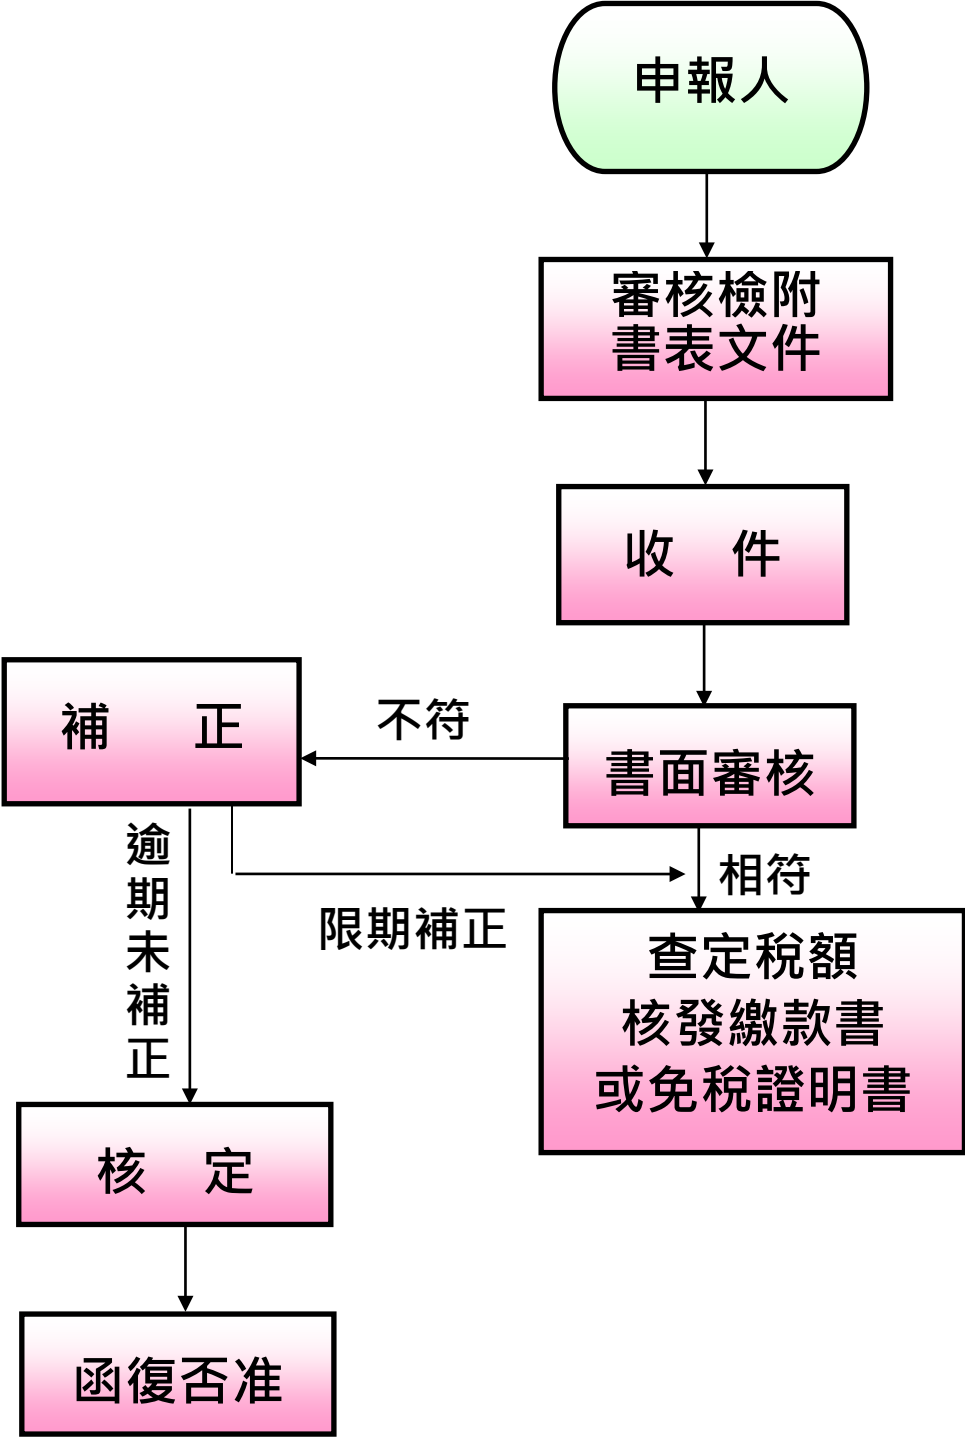 申報人
審核檢附
書表文件
收 件
書面審核
不符
補 正
相符
限期補正
逾期未補正
查定稅額
核發繳款書
或免稅證明書
核 定
函復否准